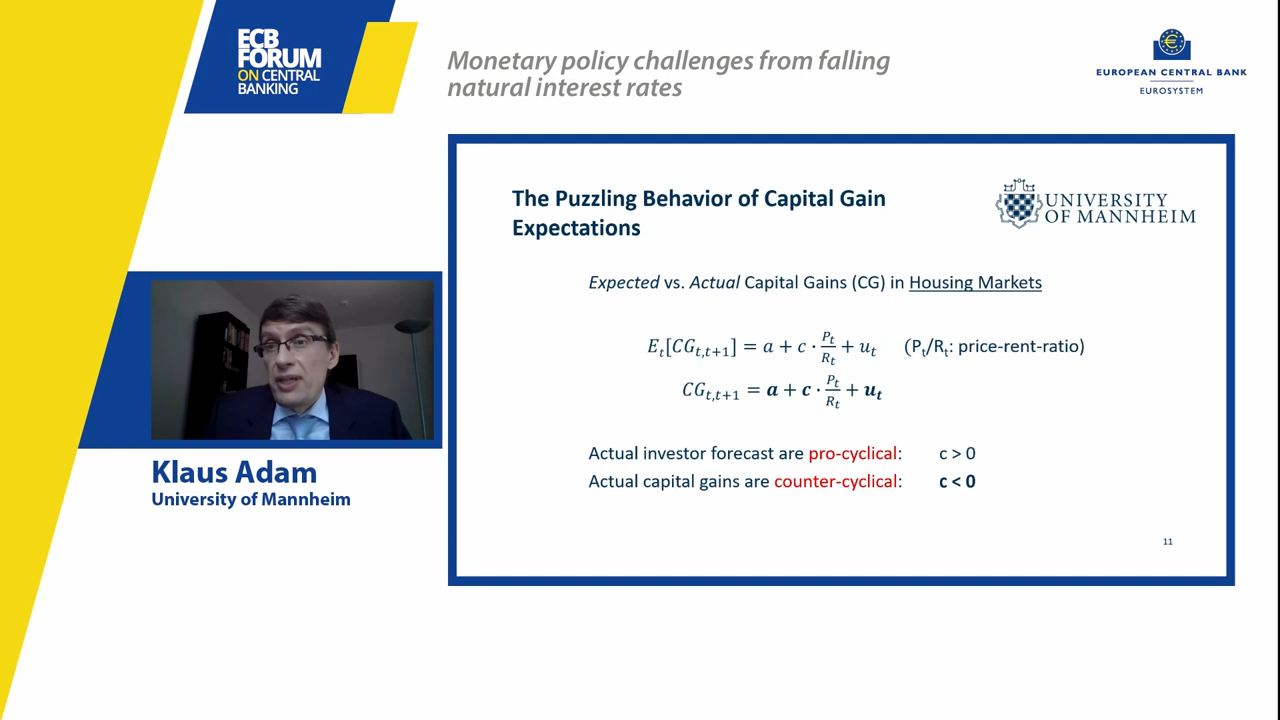 ECB
FORUM
ON CENTRAL
BANKING
Monetary policy challenges from falling
natural interest rates
EUROPEAN CENTRAL BANK
EUROSYSTEM
The Puzzling Behavior of Capital Gain
Expectations
UNIVERSITY
OF MANNHEIM
Expected vs. Actual Capital Gains (CG) in Housing Markets
E_t[CG_{t,t+1}] = a + c · P_t/R_t + u_t (P_t/R_t: price-rent-ratio)
CG_{t,t+1} = a + c · P_t/R_t + u_t
Actual investor forecast are pro-cyclical: c > 0
Actual capital gains are counter-cyclical: c < 0
11
Klaus Adam
University of Mannheim